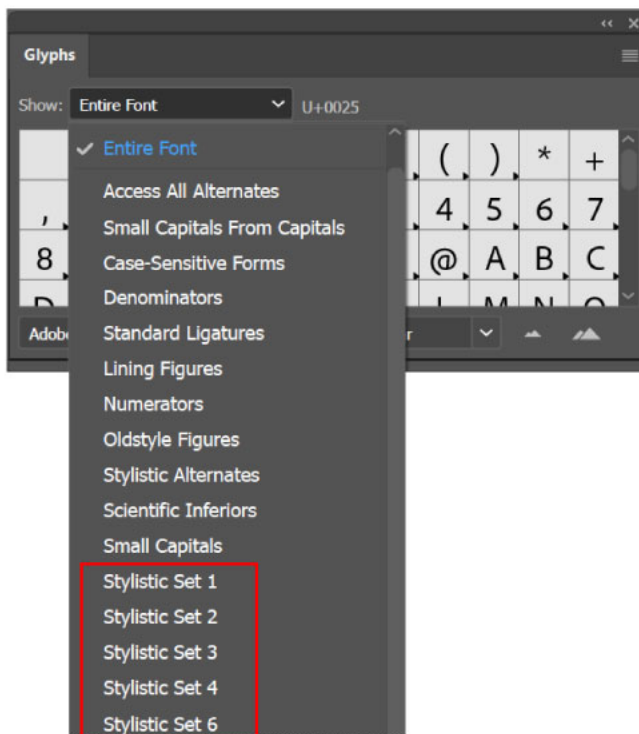 Glyphs
Show: Entire Font U+0025
Entire Font
( ) * +
Access All Alternates
, 4 5 6 7
Small Capitals From Capitals
8 @ A B C
Case-Sensitive Forms
Denominators
Standard Ligatures
Lining Figures
Numerators
Oldstyle Figures
Stylistic Alternates
Scientific Inferiors
Small Capitals
Stylistic Set 1
Stylistic Set 2
Stylistic Set 3
Stylistic Set 4
Stylistic Set 6